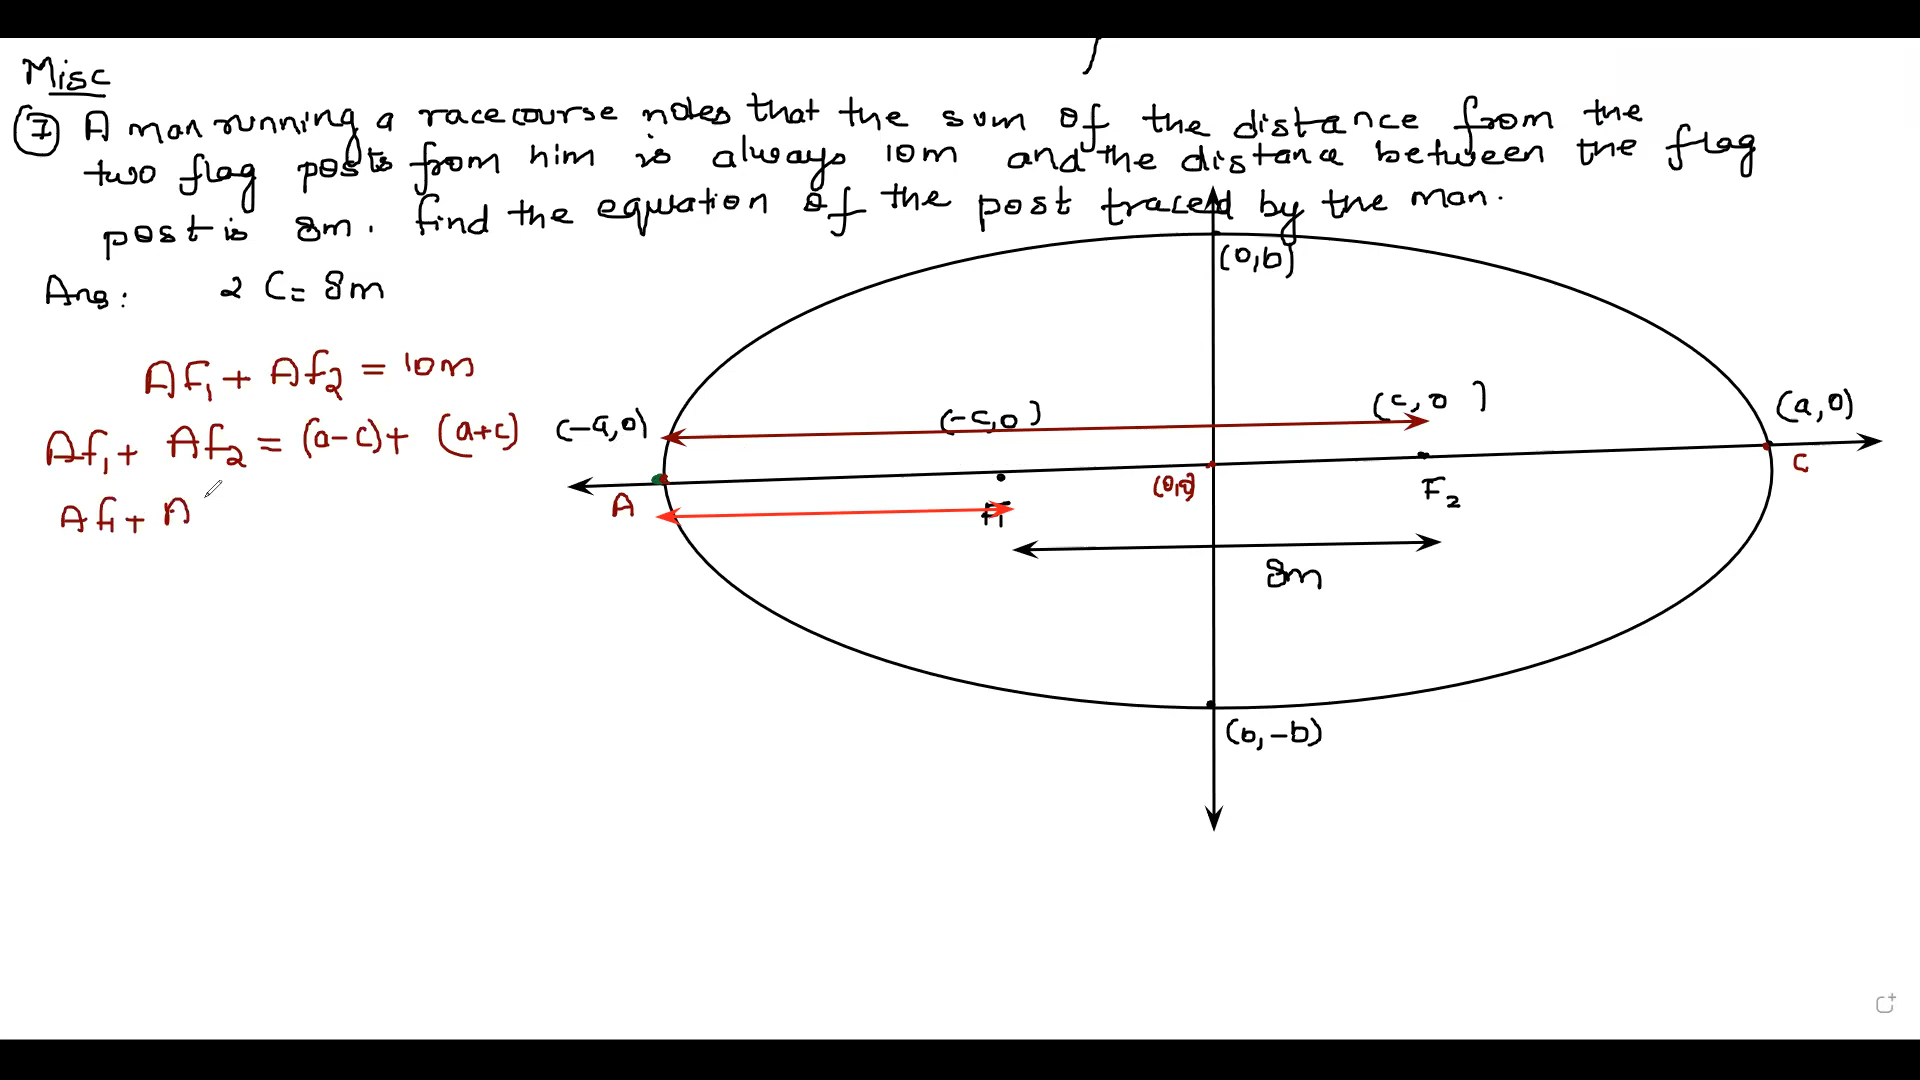 Misc
(7) A man running a racecourse notes that the sum of the distance from the
two flag posts from him is always 10m and the distance between the flag
post is 8m. find the equation of the post traced by the man.
Ans: 2C = 8m
(0,b)
AF₁ + Af₂ = 10m
Af₁ + Af₂ = (a-c) + (a+c)
(-a,0)
(-c,0)
(c,0)
(a,0)
A
(0,0)
F₂
C
Af₁ + A
F₁
8m
(0,-b)